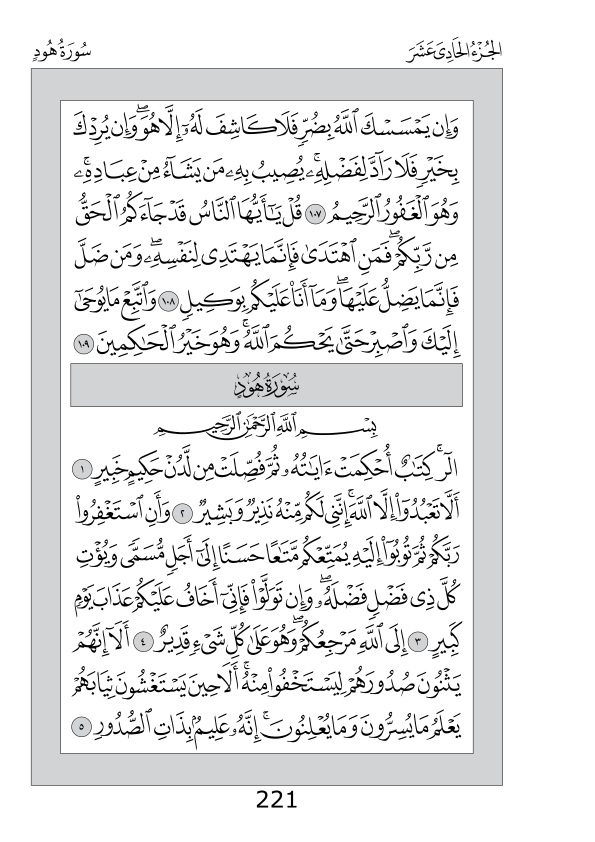 الجُزْءُ الحَادِىَ عَشَرَ
سُورَةُ هُودٍ
وَإِن يَمْسَسْكَ ٱللَّهُ بِضُرٍّ فَلَا كَاشِفَ لَهُۥٓ إِلَّا هُوَۖ وَإِن يُرِدْكَ
بِخَيْرٍ فَلَا رَآدَّ لِفَضْلِهِۦۚ يُصِيبُ بِهِۦ مَن يَشَآءُ مِنْ عِبَادِهِۦۚ
وَهُوَ ٱلْغَفُورُ ٱلرَّحِيمُ ١٠٧ قُلْ يَـٰٓأَيُّهَا ٱلنَّاسُ قَدْ جَآءَكُمُ ٱلْحَقُّ
مِن رَّبِّكُمْۖ فَمَنِ ٱهْتَدَىٰ فَإِنَّمَا يَهْتَدِى لِنَفْسِهِۦۖ وَمَن ضَلَّ
فَإِنَّمَا يَضِلُّ عَلَيْهَاۖ وَمَآ أَنَا۠ عَلَيْكُم بِوَكِيلٍ ١٠٨ وَٱتَّبِعْ مَا يُوحَىٰٓ
إِلَيْكَ وَٱصْبِرْ حَتَّىٰ يَحْكُمَ ٱللَّهُۚ وَهُوَ خَيْرُ ٱلْحَـٰكِمِينَ ١٠٩
سُورَةُ هُودٍ
بِسْمِ ٱللَّهِ ٱلرَّحْمَـٰنِ ٱلرَّحِيمِ
الٓرۚ كِتَـٰبٌ أُحْكِمَتْ ءَايَـٰتُهُۥ ثُمَّ فُصِّلَتْ مِن لَّدُنْ حَكِيمٍ خَبِيرٍ ١
أَلَّا تَعْبُدُوٓا۟ إِلَّا ٱللَّهَۚ إِنَّنِى لَكُم مِّنْهُ نَذِيرٌ وَبَشِيرٌ ٢ وَأَنِ ٱسْتَغْفِرُوا۟
رَبَّكُمْ ثُمَّ تُوبُوٓا۟ إِلَيْهِ يُمَتِّعْكُم مَّتَـٰعًا حَسَنًا إِلَىٰٓ أَجَلٍ مُّسَمًّى وَيُؤْتِ
كُلَّ ذِى فَضْلٍ فَضْلَهُۥۖ وَإِن تَوَلَّوْا۟ فَإِنِّىٓ أَخَافُ عَلَيْكُمْ عَذَابَ يَوْمٍ
كَبِيرٍ ٣ إِلَى ٱللَّهِ مَرْجِعُكُمْۖ وَهُوَ عَلَىٰ كُلِّ شَىْءٍ قَدِيرٌ ٤ أَلَآ إِنَّهُمْ
يَثْنُونَ صُدُورَهُمْ لِيَسْتَخْفُوا۟ مِنْهُۚ أَلَا حِينَ يَسْتَغْشُونَ ثِيَابَهُمْ
يَعْلَمُ مَا يُسِرُّونَ وَمَا يُعْلِنُونَۚ إِنَّهُۥ عَلِيمٌۢ بِذَاتِ ٱلصُّدُورِ ٥
221